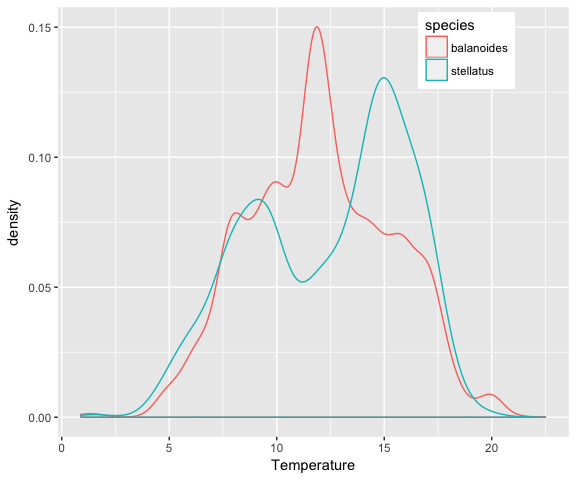 species
balanoides
stellatus
density
0.15
0.10
0.05
0.00
0 5 10 15 20
Temperature